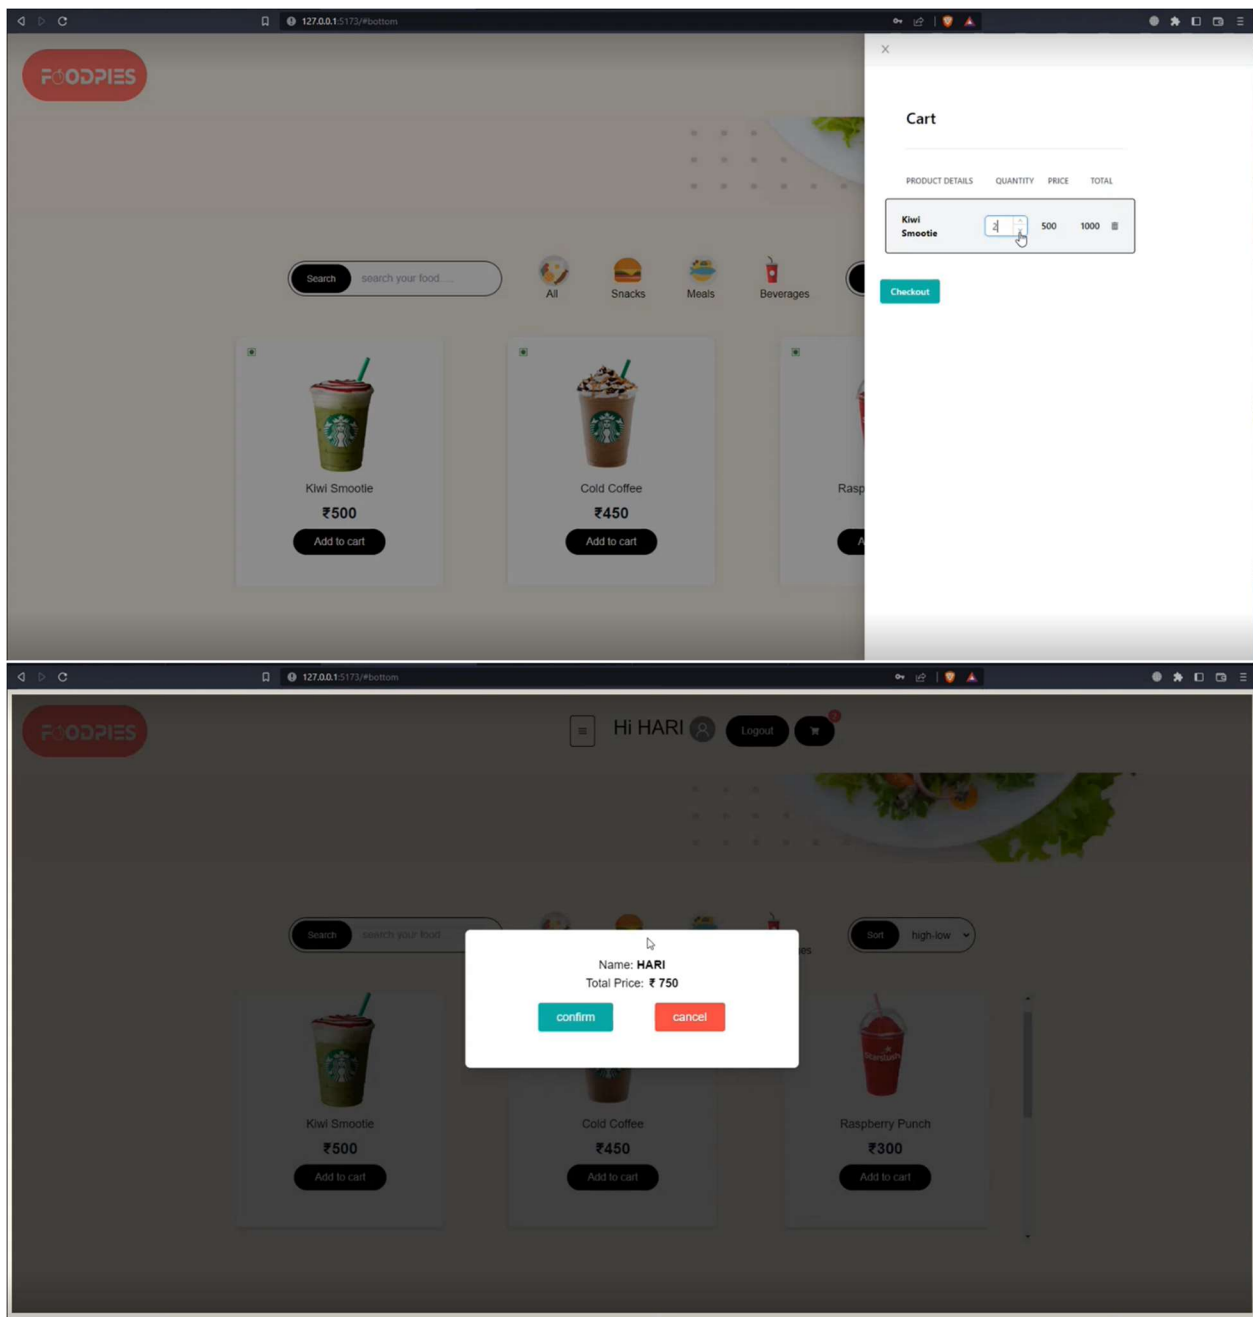 127.0.0.1:5173/#bottom
FOODPIES
Cart
PRODUCT DETAILS QUANTITY PRICE TOTAL
Kiwi
Smootie
2 500 1000
Checkout
Search search your food.....
All Snacks Meals Beverages
Kiwi Smootie
₹500
Add to cart
Cold Coffee
₹450
Add to cart
Rasp
A
127.0.0.1:5173/#bottom
FOODPIES
Hi HARI Logout
Search search your food
es
Sort high-low
Name: HARI
Total Price: ₹ 750
confirm cancel
Kiwi Smootie
₹500
Add to cart
Cold Coffee
₹450
Add to cart
Starslush
Raspberry Punch
₹300
Add to cart